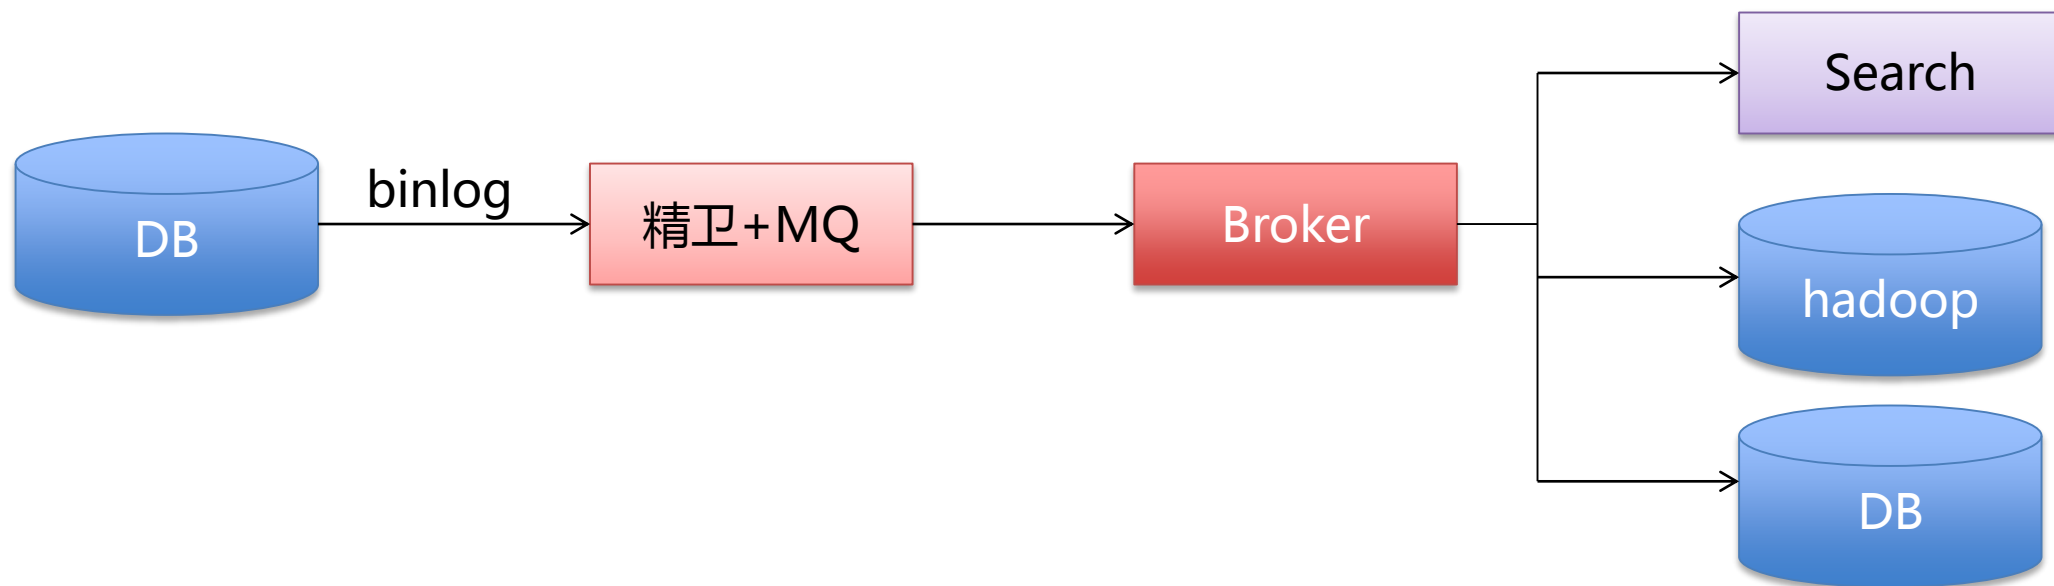 Search
binlog
DB
精卫+MQ
Broker
hadoop
DB